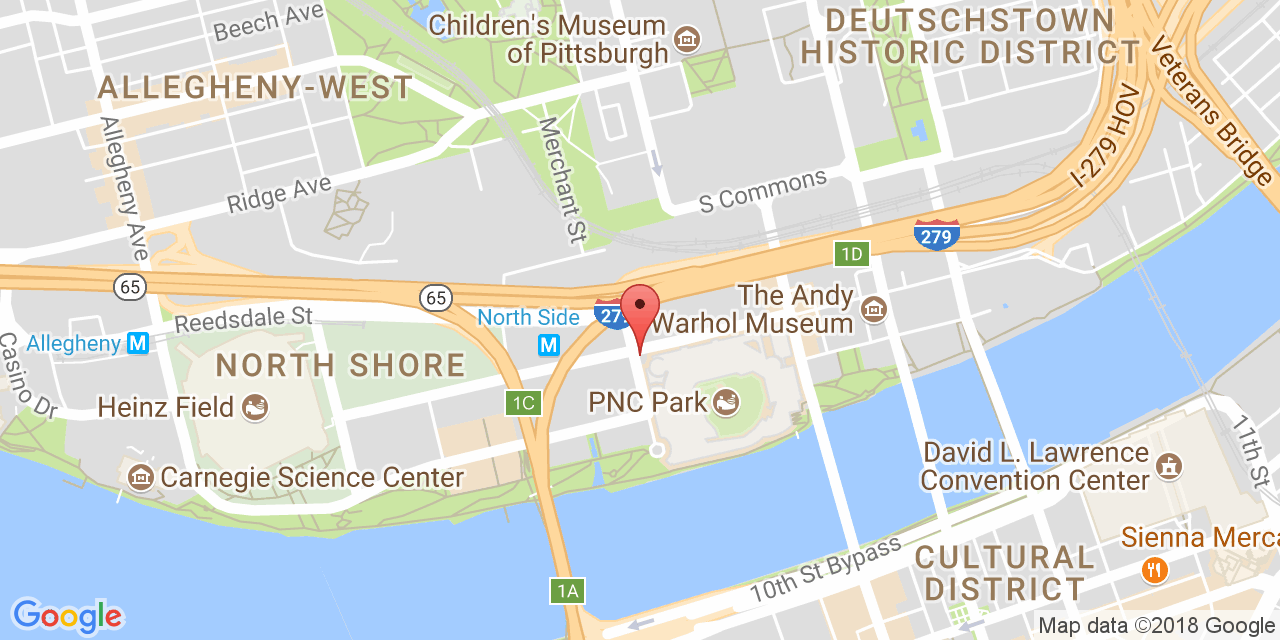 Beech Ave
Children's Museum
of Pittsburgh
DEUTSCHSTOWN
HISTORIC DISTRICT
Veterans Bridge
ALLEGHENY-WEST
I-279 HOV
Allegheny Ave
Merchant St
Ridge Ave
S Commons
279
1D
65
65
The Andy
Warhol Museum
North Side
M
Reedsdale St
Allegheny
M
Casino Dr
NORTH SHORE
1C
PNC Park
Heinz Field
11th St
David L. Lawrence
Convention Center
Carnegie Science Center
Sienna Merca
10th St Bypass
CULTURAL
DISTRICT
1A
Google
Map data ©2018 Google